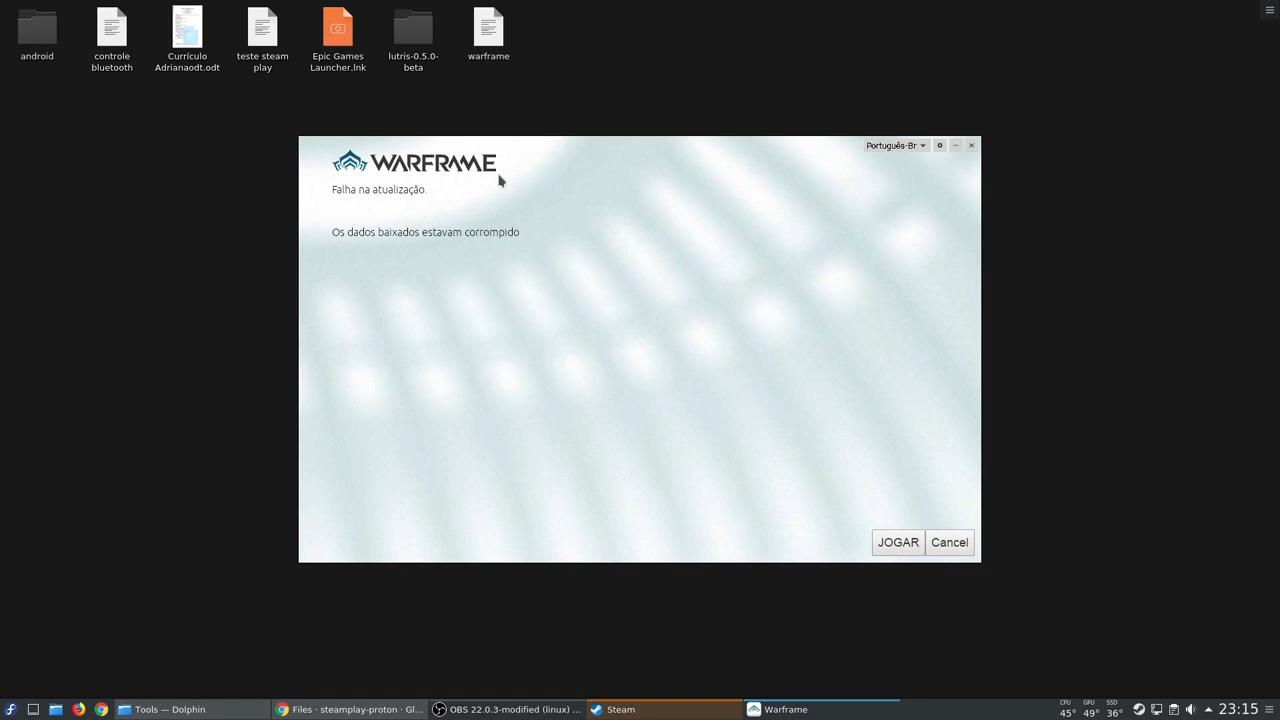 android
controle
bluetooth
Currículo
Adrianaodt.odt
teste steam
play
Epic Games
Launcher.lnk
lutris-0.5.0-
beta
warframe
Português-Br
WARFRAME
Falha na atualização.
Os dados baixados estavam corrompido
JOGAR
Cancel
Tools — Dolphin
Files · steamplay-proton · Gl...
OBS 22.0.3-modified (linux) ...
Steam
Warframe
CPU
45°
GPU
49°
SSD
36°
23:15